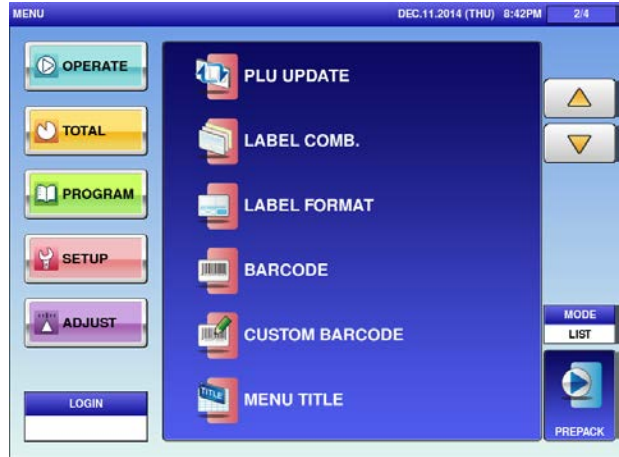 MENU DEC.11.2014 (THU) 8:42PM 2/4
OPERATE
TOTAL
PROGRAM
SETUP
ADJUST
LOGIN
PLU UPDATE
LABEL COMB.
LABEL FORMAT
BARCODE
CUSTOM BARCODE
TITLE
MENU TITLE
MODE
LIST
PREPACK